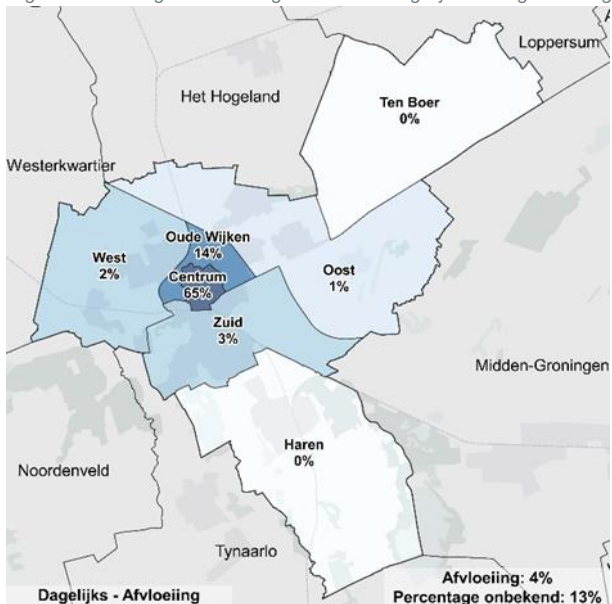 Loppersum
Het Hogeland
Ten Boer
0%
Westerkwartier
Oude Wijken
14%
West
2%
Centrum
65%
Oost
1%
Zuid
3%
Midden-Groningen
Haren
0%
Noordenveld
Tynaarlo
Afvloeiing: 4%
Dagelijks - Afvloeiing
Percentage onbekend: 13%